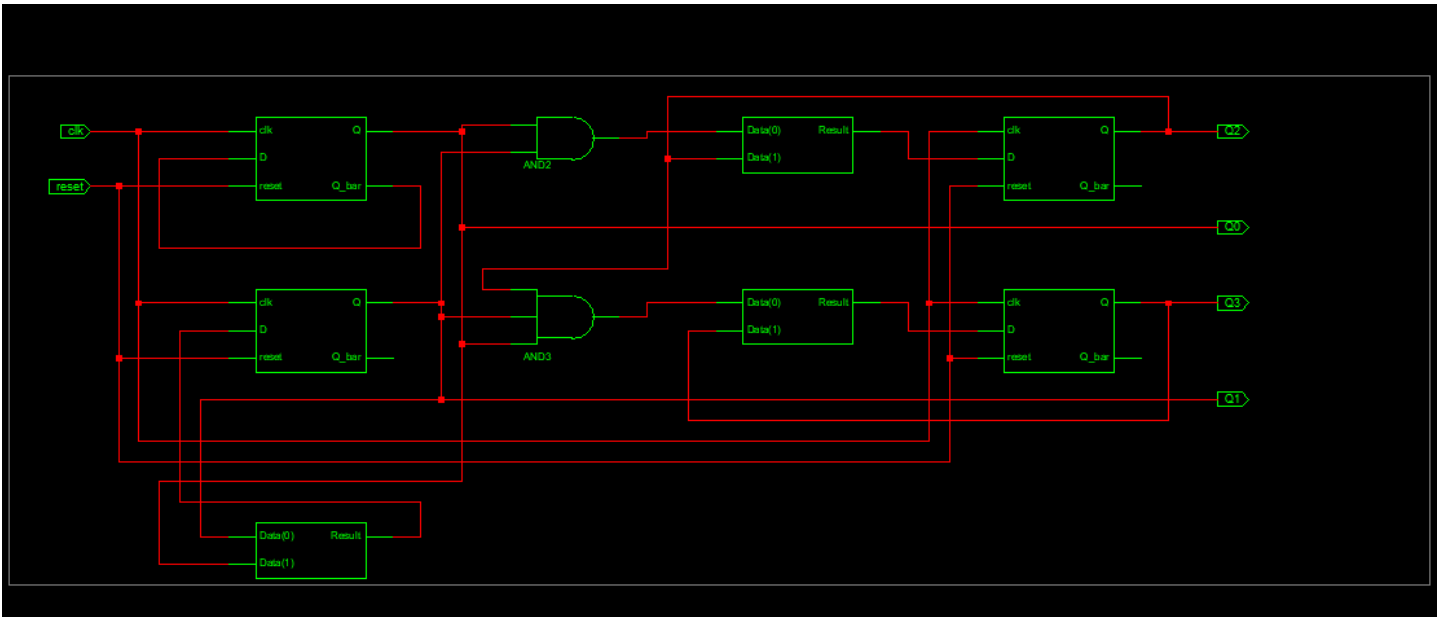 clk
clk Q
D
reset Q_bar
reset
AND2
Data(0) Result
Data(1)
clk Q
D
reset Q_bar
Q2
Q0
clk Q
D
reset Q_bar
AND3
Data(0) Result
Data(1)
clk Q
D
reset Q_bar
Q3
Q1
Data(0) Result
Data(1)